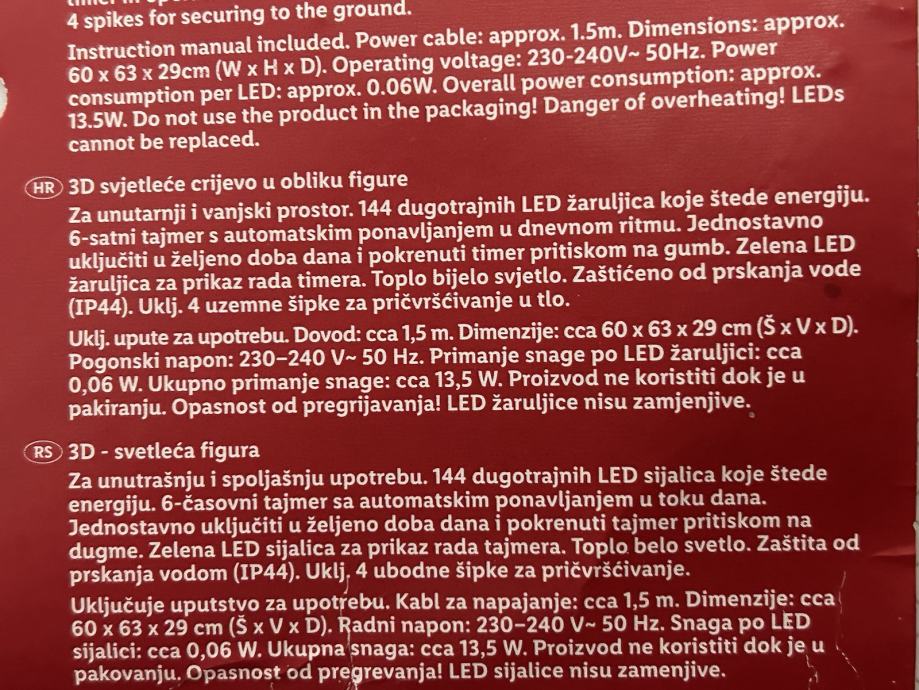 4 spikes for securing to the ground.
Instruction manual included. Power cable: approx. 1.5m. Dimensions: approx.
60 x 63 x 29cm (W x H x D). Operating voltage: 230-240V~ 50Hz. Power
consumption per LED: approx. 0.06W. Overall power consumption: approx.
13.5W. Do not use the product in the packaging! Danger of overheating! LEDs
cannot be replaced.
HR 3D svjetleće crijevo u obliku figure
Za unutarnji i vanjski prostor. 144 dugotrajnih LED žaruljica koje štede energiju.
6-satni tajmer s automatskim ponavljanjem u dnevnom ritmu. Jednostavno
uključiti u željeno doba dana i pokrenuti timer pritiskom na gumb. Zelena LED
žaruljica za prikaz rada timera. Toplo bijelo svjetlo. Zaštićeno od prskanja vode
(IP44). Uklj. 4 uzemne šipke za pričvršćivanje u tlo.
Uklj. upute za upotrebu. Dovod: cca 1,5 m. Dimenzije: cca 60 x 63 x 29 cm (Š x V x D).
Pogonski napon: 230–240 V~ 50 Hz. Primanje snage po LED žaruljici: cca
0,06 W. Ukupno primanje snage: cca 13,5 W. Proizvod ne koristiti dok je u
pakiranju. Opasnost od pregrijavanja! LED žaruljice nisu zamjenjive.
RS 3D - svetleća figura
Za unutrašnju i spoljašnju upotrebu. 144 dugotrajnih LED sijalica koje štede
energiju. 6-časovni tajmer sa automatskim ponavljanjem u toku dana.
Jednostavno uključiti u željeno doba dana i pokrenuti tajmer pritiskom na
dugme. Zelena LED sijalica za prikaz rada tajmera. Toplo belo svetlo. Zaštita od
prskanja vodom (IP44). Uklj. 4 ubodne šipke za pričvršćivanje.
Uključuje uputstvo za upotrebu. Kabl za napajanje: cca 1,5 m. Dimenzije: cca
60 x 63 x 29 cm (Š x V x D). Radni napon: 230–240 V~ 50 Hz. Snaga po LED
sijalici: cca 0,06 W. Ukupna snaga: cca 13,5 W. Proizvod ne koristiti dok je u
pakovanju. Opasnost od pregrevanja! LED sijalice nisu zamenjive.